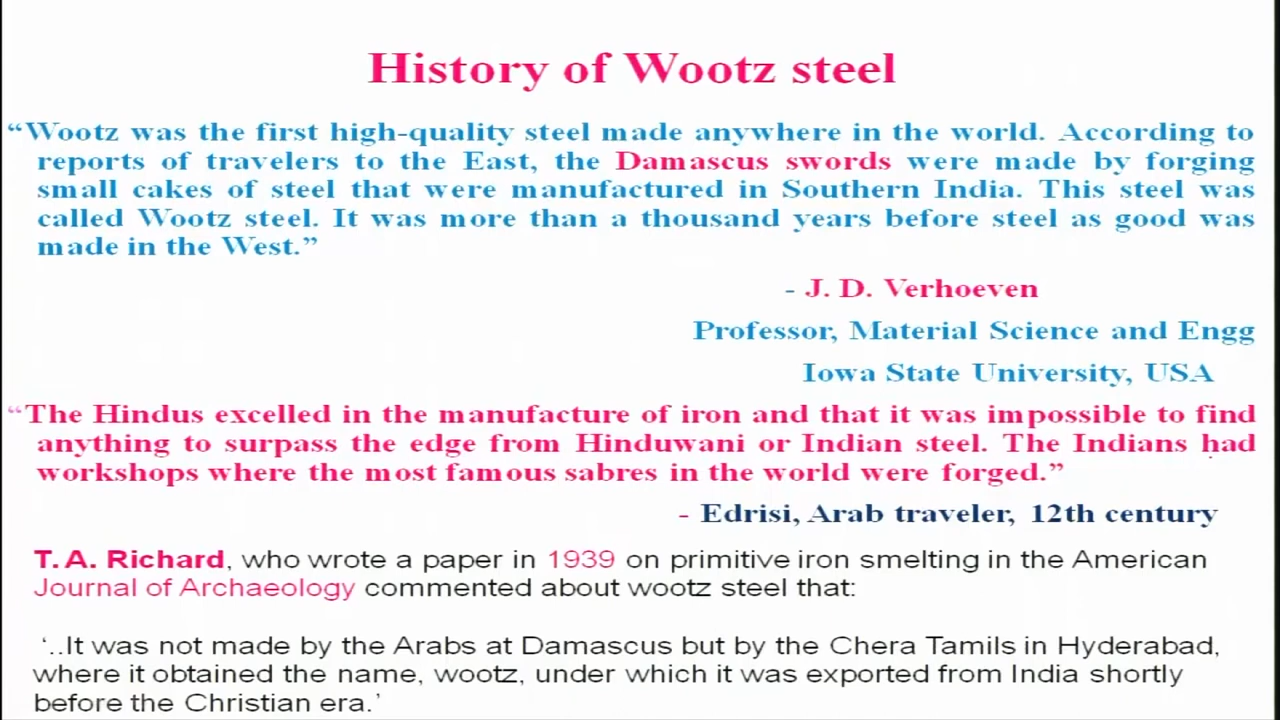 History of Wootz steel
“Wootz was the first high-quality steel made anywhere in the world. According to
reports of travelers to the East, the Damascus swords were made by forging
small cakes of steel that were manufactured in Southern India. This steel was
called Wootz steel. It was more than a thousand years before steel as good was
made in the West.”
- J. D. Verhoeven
Professor, Material Science and Engg
Iowa State University, USA
“The Hindus excelled in the manufacture of iron and that it was impossible to find
anything to surpass the edge from Hinduwani or Indian steel. The Indians had
workshops where the most famous sabres in the world were forged.”
- Edrisi, Arab traveler, 12th century
T. A. Richard, who wrote a paper in 1939 on primitive iron smelting in the American
Journal of Archaeology commented about wootz steel that:
‘..It was not made by the Arabs at Damascus but by the Chera Tamils in Hyderabad,
where it obtained the name, wootz, under which it was exported from India shortly
before the Christian era.’